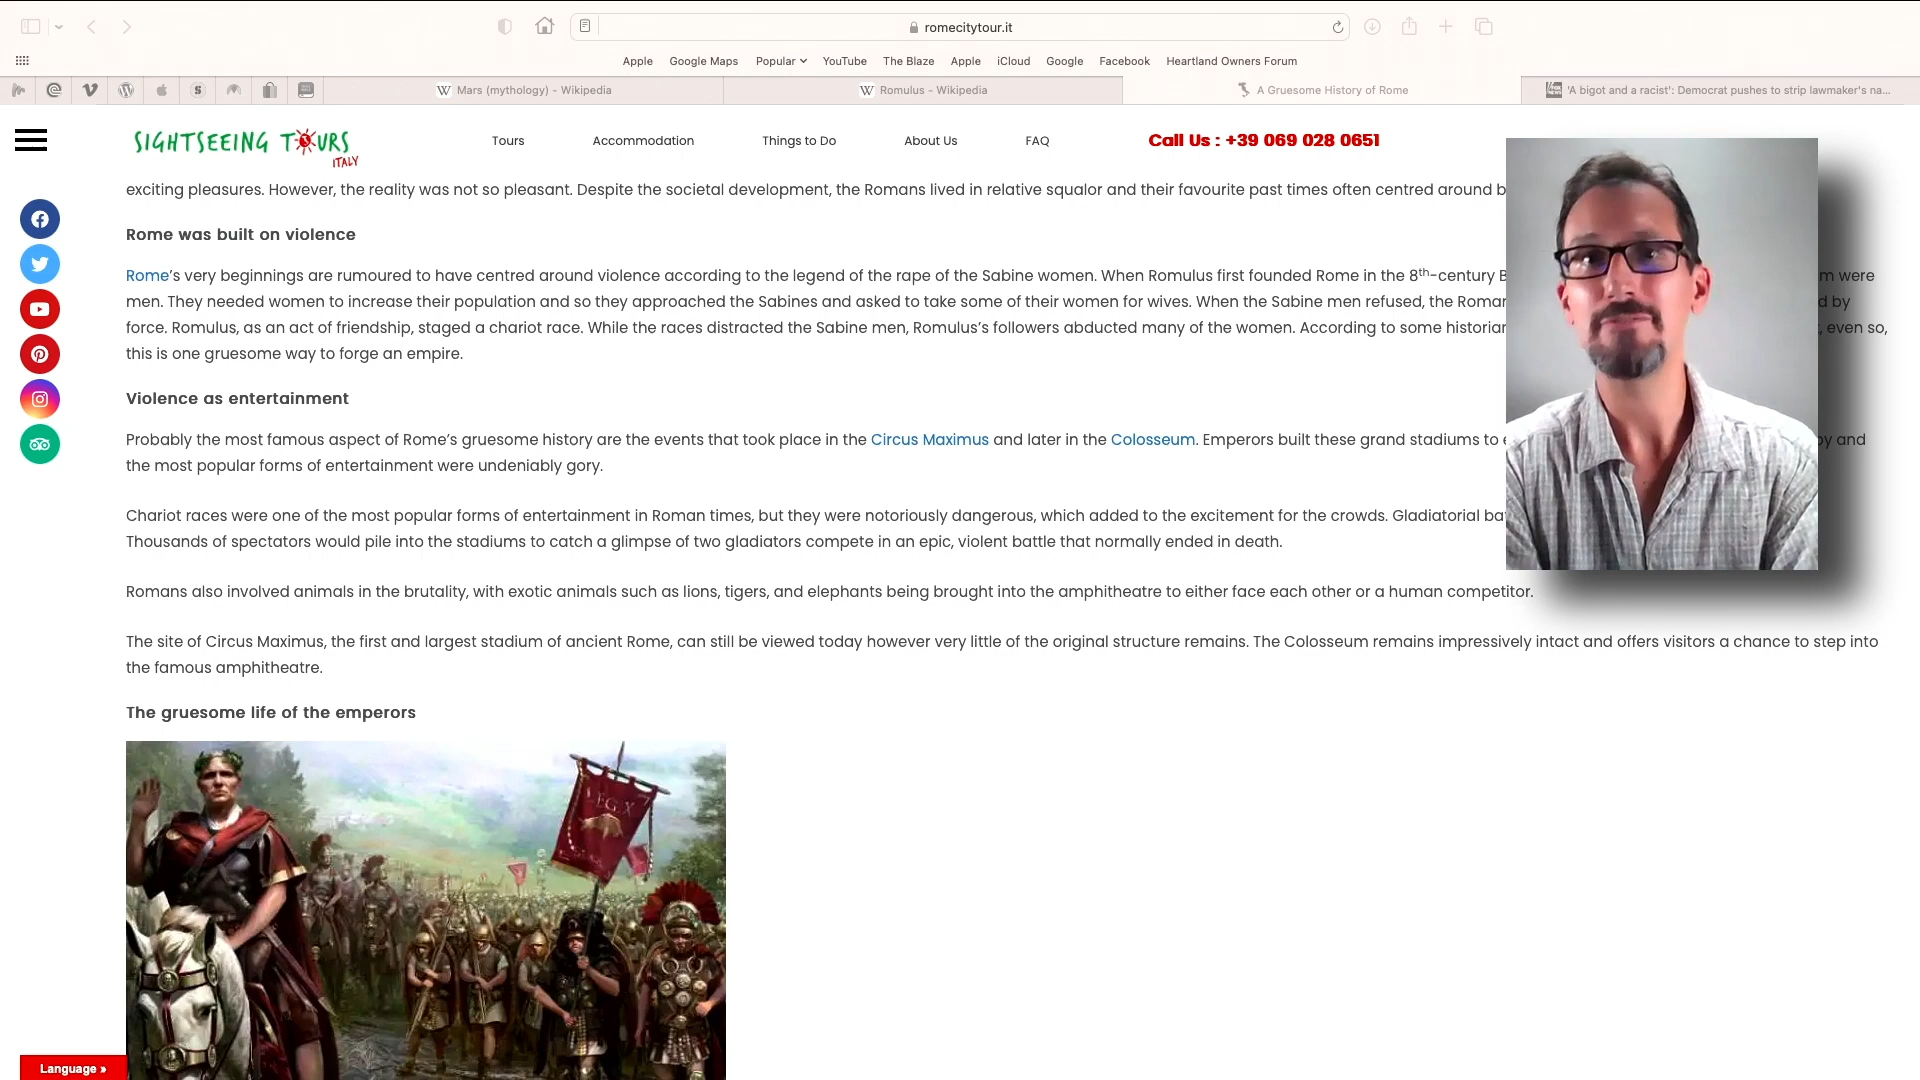 romecitytour.it
Apple Google Maps Popular YouTube The Blaze Apple iCloud Google Facebook Heartland Owners Forum
Mars (mythology) - Wikipedia Romulus - Wikipedia A Gruesome History of Rome 'A bigot and a racist': Democrat pushes to strip lawmaker's na...
SIGHTSEEING TOURS
ITALY
Tours Accommodation Things to Do About Us FAQ Call Us : +39 069 028 0651
exciting pleasures. However, the reality was not so pleasant. Despite the societal development, the Romans lived in relative squalor and their favourite past times often centred around
Rome was built on violence
Rome's very beginnings are rumoured to have centred around violence according to the legend of the rape of the Sabine women. When Romulus first founded Rome in the 8th-century were
men. They needed women to increase their population and so they approached the Sabines and asked to take some of their women for wives. When the Sabine men refused, the by
force. Romulus, as an act of friendship, staged a chariot race. While the races distracted the Sabine men, Romulus's followers abducted many of the women. According to some even so,
this is one gruesome way to forge an empire.
Violence as entertainment
Probably the most famous aspect of Rome's gruesome history are the events that took place in the Circus Maximus and later in the Colosseum. Emperors built these grand stadiums to and
the most popular forms of entertainment were undeniably gory.
Chariot races were one of the most popular forms of entertainment in Roman times, but they were notoriously dangerous, which added to the excitement for the crowds. Gladiatorial
Thousands of spectators would pile into the stadiums to catch a glimpse of two gladiators compete in an epic, violent battle that normally ended in death.
Romans also involved animals in the brutality, with exotic animals such as lions, tigers, and elephants being brought into the amphitheatre to either face each other or a human competitor.
The site of Circus Maximus, the first and largest stadium of ancient Rome, can still be viewed today however very little of the original structure remains. The Colosseum remains impressively intact and offers visitors a chance to step into
the famous amphitheatre.
The gruesome life of the emperors
LEG X
Language »